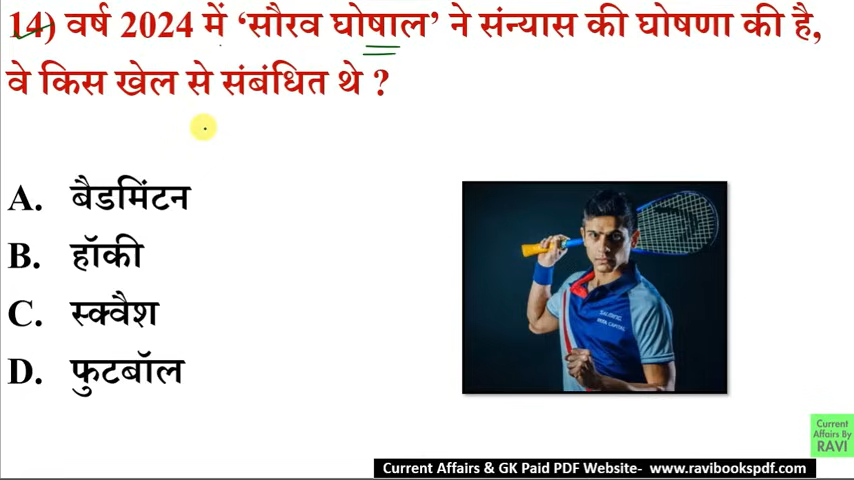 14) वर्ष 2024 में ‘सौरव घोषाल’ ने संन्यास की घोषणा की है,
वे किस खेल से संबंधित थे ?
A. बैडमिंटन
B. हॉकी
C. स्क्वैश
D. फुटबॉल
Current
Affairs By
RAVI
Current Affairs & GK Paid PDF Website- www.ravibookspdf.com